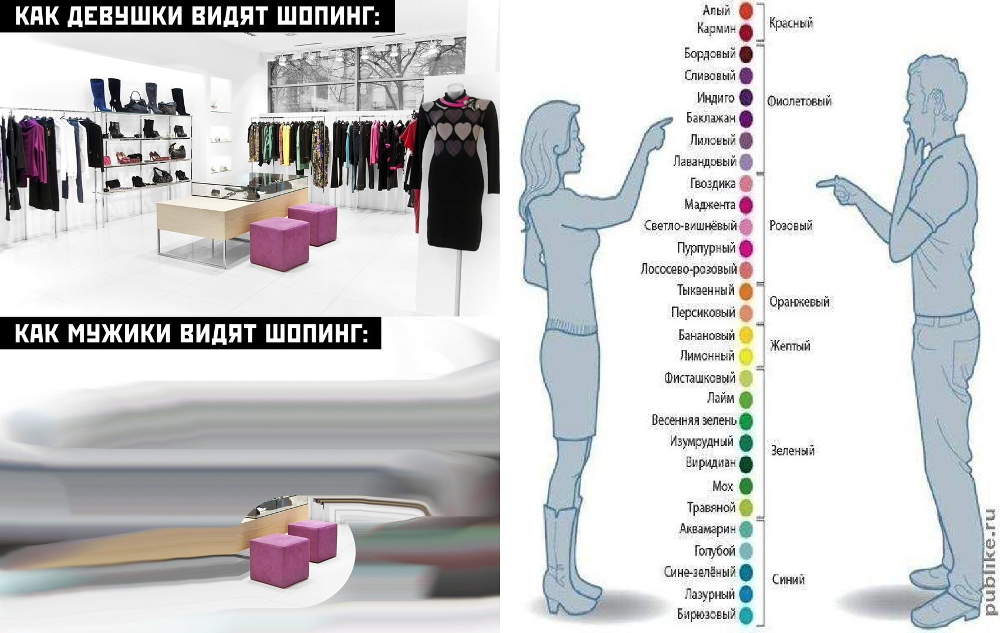 КАК ДЕВУШКИ ВИДЯТ ШОПИНГ:
КАК МУЖИКИ ВИДЯТ ШОПИНГ:
Алый
Кармин
Красный
Бордовый
Сливовый
Индиго
Баклажан
Лиловый
Лавандовый
Фиолетовый
Гвоздика
Маджента
Светло-вишнёвый
Пурпурный
Лососево-розовый
Розовый
Тыквенный
Персиковый
Оранжевый
Банановый
Лимонный
Желтый
Фисташковый
Лайм
Весенняя зелень
Изумрудный
Виридиан
Мох
Травяной
Зеленый
Аквамарин
Голубой
Сине-зелёный
Лазурный
Бирюзовый
Синий
publike.ru